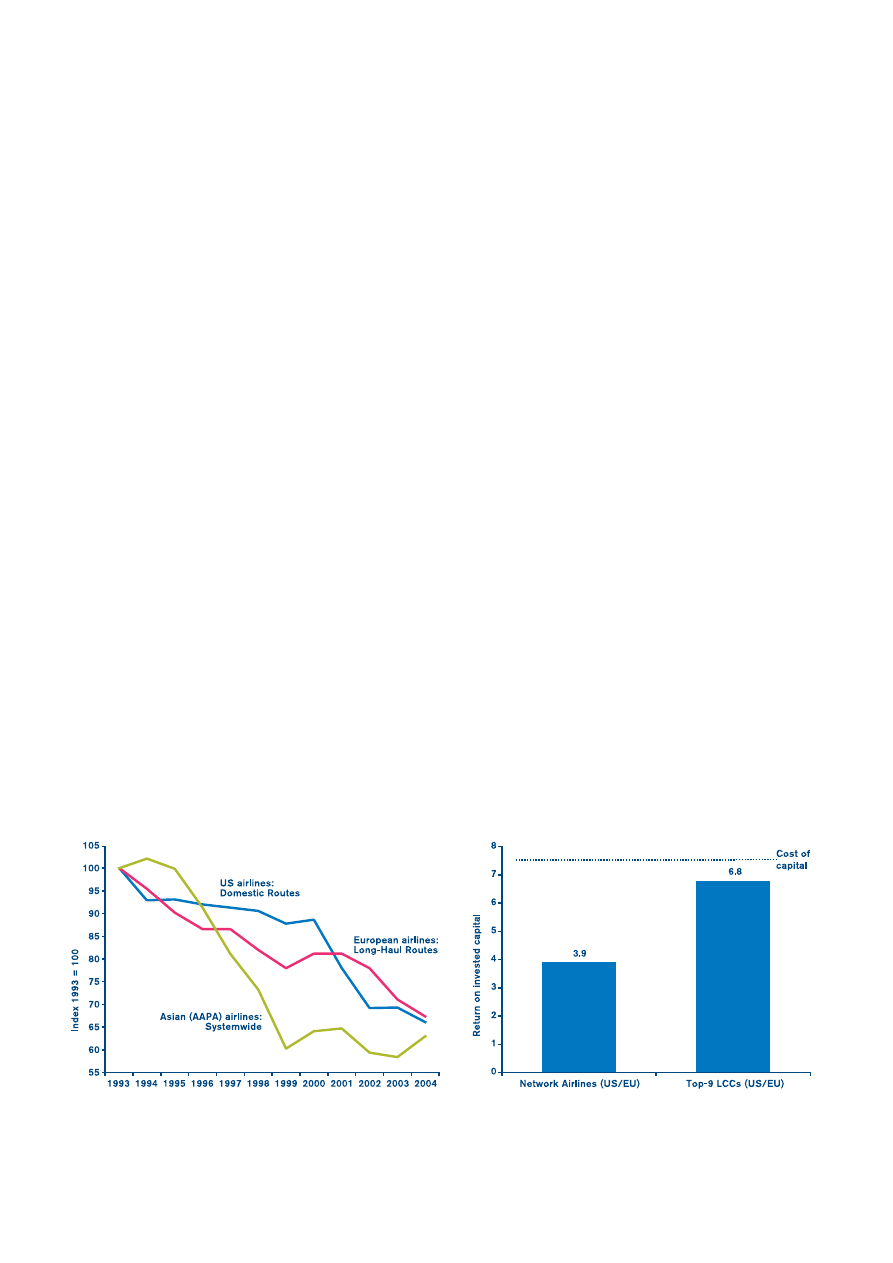 105
100
95
90
85
80
75
70
65
60
55
Index 1993 = 100
US airlines:
Domestic Routes
European airlines:
Long-Haul Routes
Asian (AAPA) airlines:
Systemwide
1993 1994 1995 1996 1997 1998 1999 2000 2001 2002 2003 2004
8
7
6
5
4
3
2
1
0
Return on invested capital
Cost of
capital
3.9
6.8
Network Airlines (US/EU)
Top-9 LCCs (US/EU)